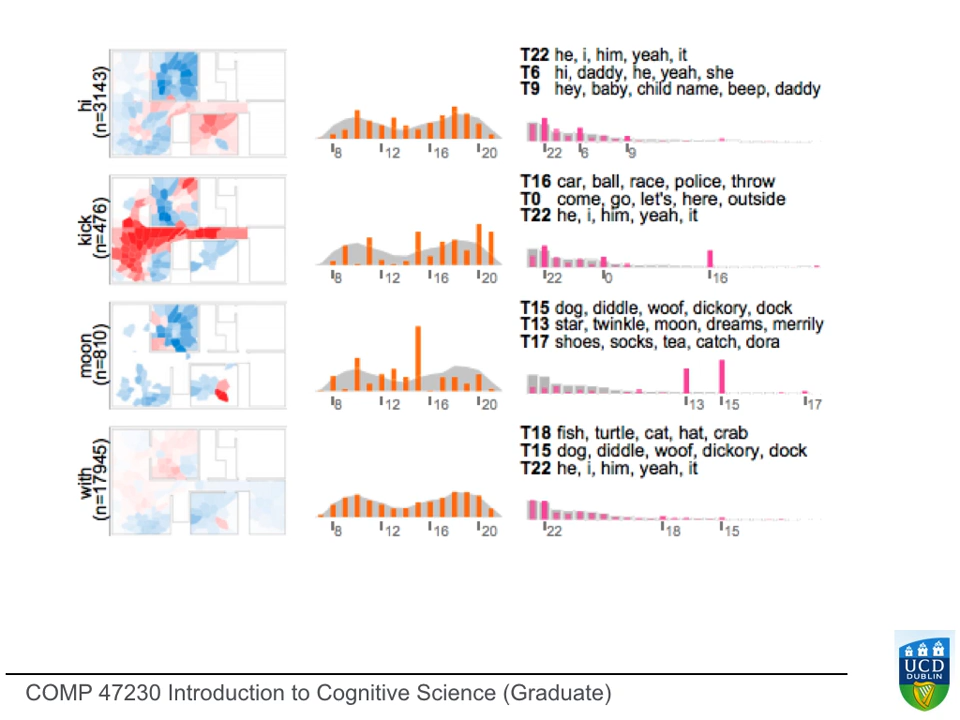 hi
(n=3143)
8 12 16 20
T22 he, i, him, yeah, it
T6 hi, daddy, he, yeah, she
T9 hey, baby, child name, beep, daddy
22 6 9
kick
(n=476)
8 12 16 20
T16 car, ball, race, police, throw
T0 come, go, let's, here, outside
T22 he, i, him, yeah, it
22 0 16
moon
(n=810)
8 12 16 20
T15 dog, diddle, woof, dickory, dock
T13 star, twinkle, moon, dreams, merrily
T17 shoes, socks, tea, catch, dora
13 15 17
with
(n=17945)
8 12 16 20
T18 fish, turtle, cat, hat, crab
T15 dog, diddle, woof, dickory, dock
T22 he, i, him, yeah, it
22 18 15
COMP 47230 Introduction to Cognitive Science (Graduate)
UCD
DUBLIN